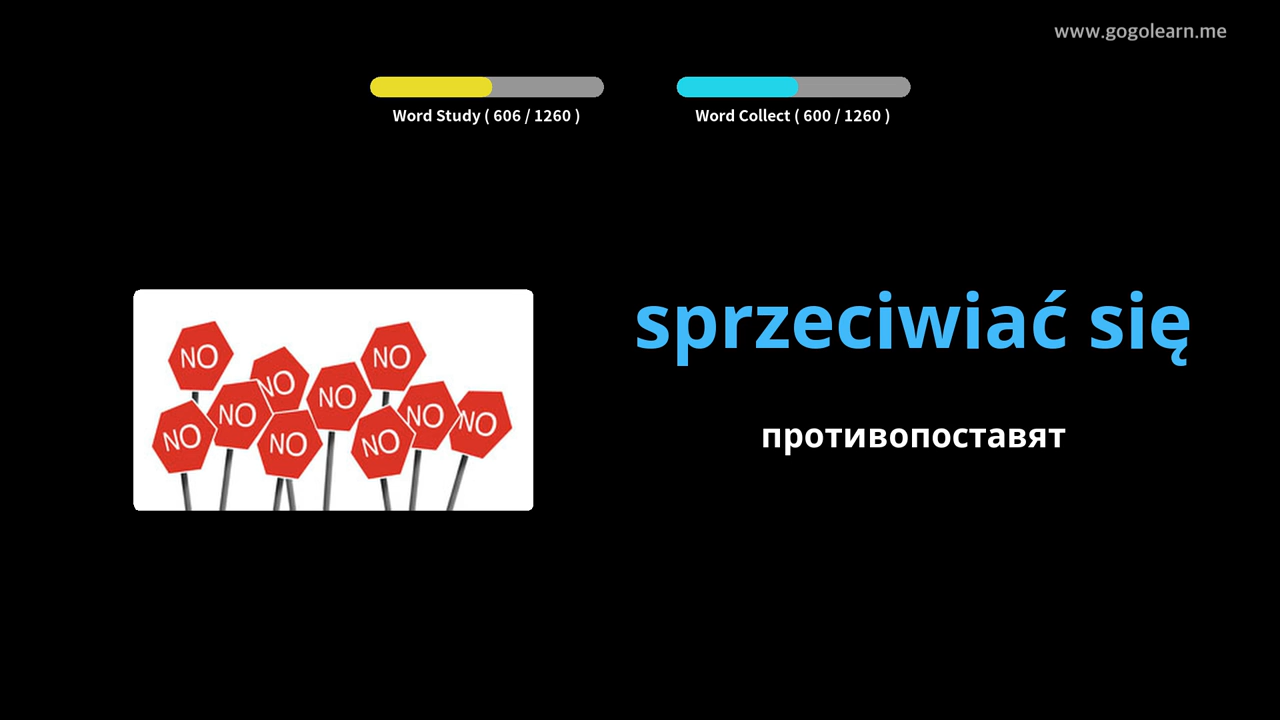 www.gogolearn.me
Word Study ( 606 / 1260 )
Word Collect ( 600 / 1260 )
sprzeciwiać się
противопоставят
NO
NO
NO
NO
NO
NO
NO
NO
NO
NO